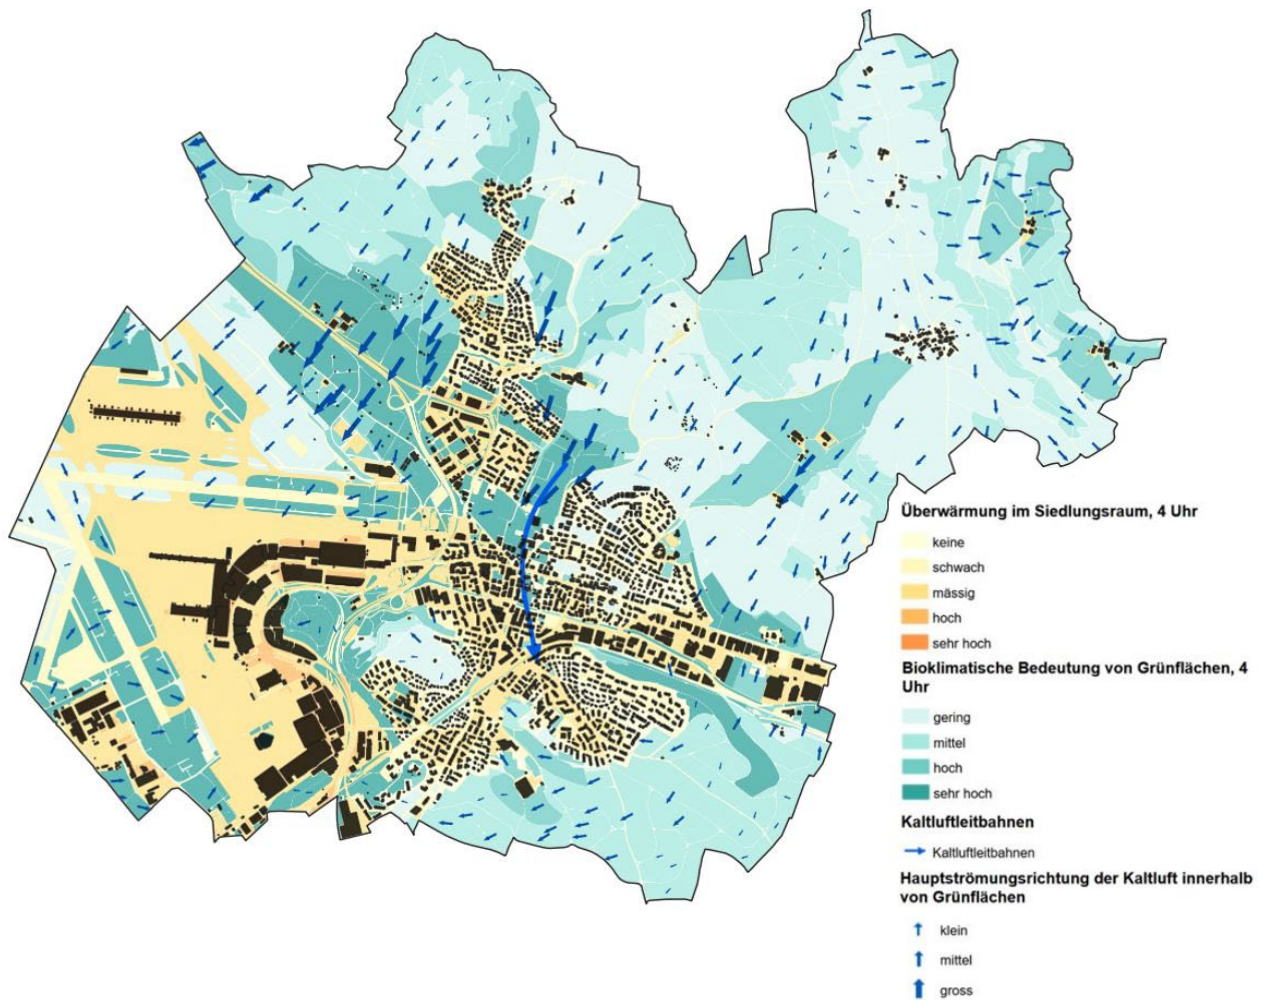 Überwärmung im Siedlungsraum, 4 Uhr
keine
schwach
mässig
hoch
sehr hoch
Bioklimatische Bedeutung von Grünflächen, 4
Uhr
gering
mittel
hoch
sehr hoch
Kaltluftleitbahnen
Kaltluftleitbahnen
Hauptströmungsrichtung der Kaltluft innerhalb
von Grünflächen
klein
mittel
gross